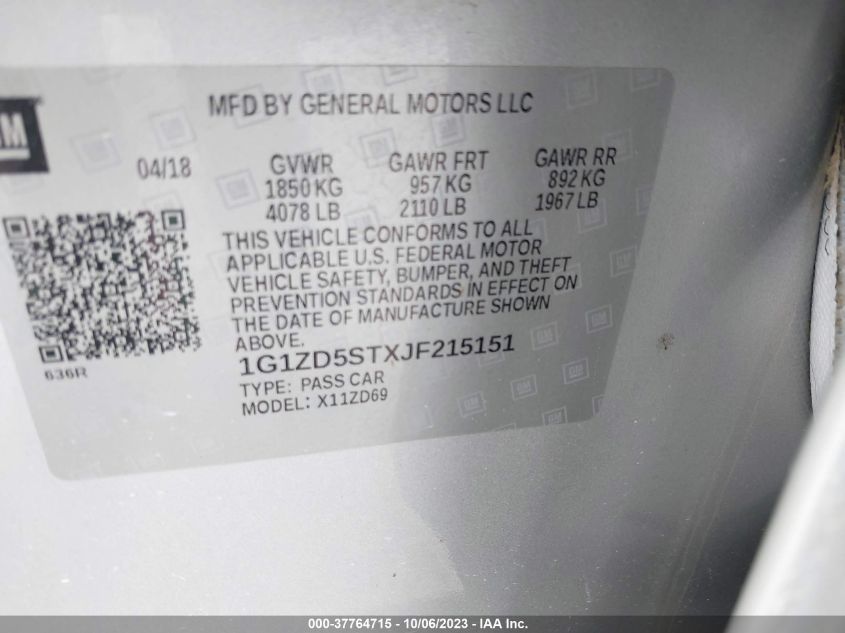 MFD BY GENERAL MOTORS LLC
GM
04/18 GVWR GAWR FRT GAWR RR
1850 KG 957 KG 892 KG
4078 LB 2110 LB 1967 LB
THIS VEHICLE CONFORMS TO ALL
APPLICABLE U.S. FEDERAL MOTOR
VEHICLE SAFETY, BUMPER, AND THEFT
PREVENTION STANDARDS IN EFFECT ON
THE DATE OF MANUFACTURE SHOWN
ABOVE.
636R
1G1ZD5STXJF215151
TYPE: PASS CAR
MODEL: X11ZD69
000-37764715 - 10/06/2023 - IAA Inc.